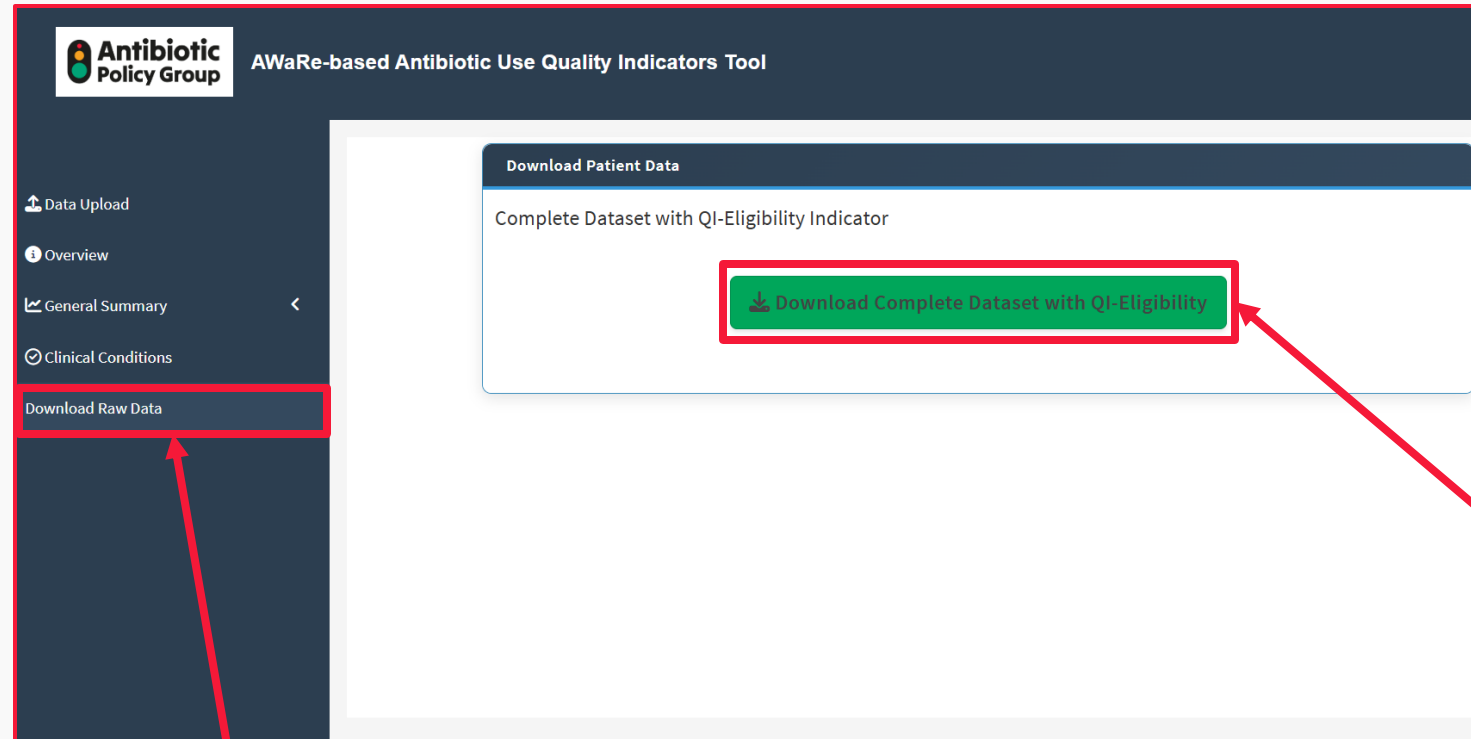 Antibiotic
Policy Group
AWaRe-based Antibiotic Use Quality Indicators Tool
Download Patient Data
Data Upload
Complete Dataset with QI-Eligibility Indicator
Overview
General Summary
Download Complete Dataset with QI-Eligibility
Clinical Conditions
Download Raw Data